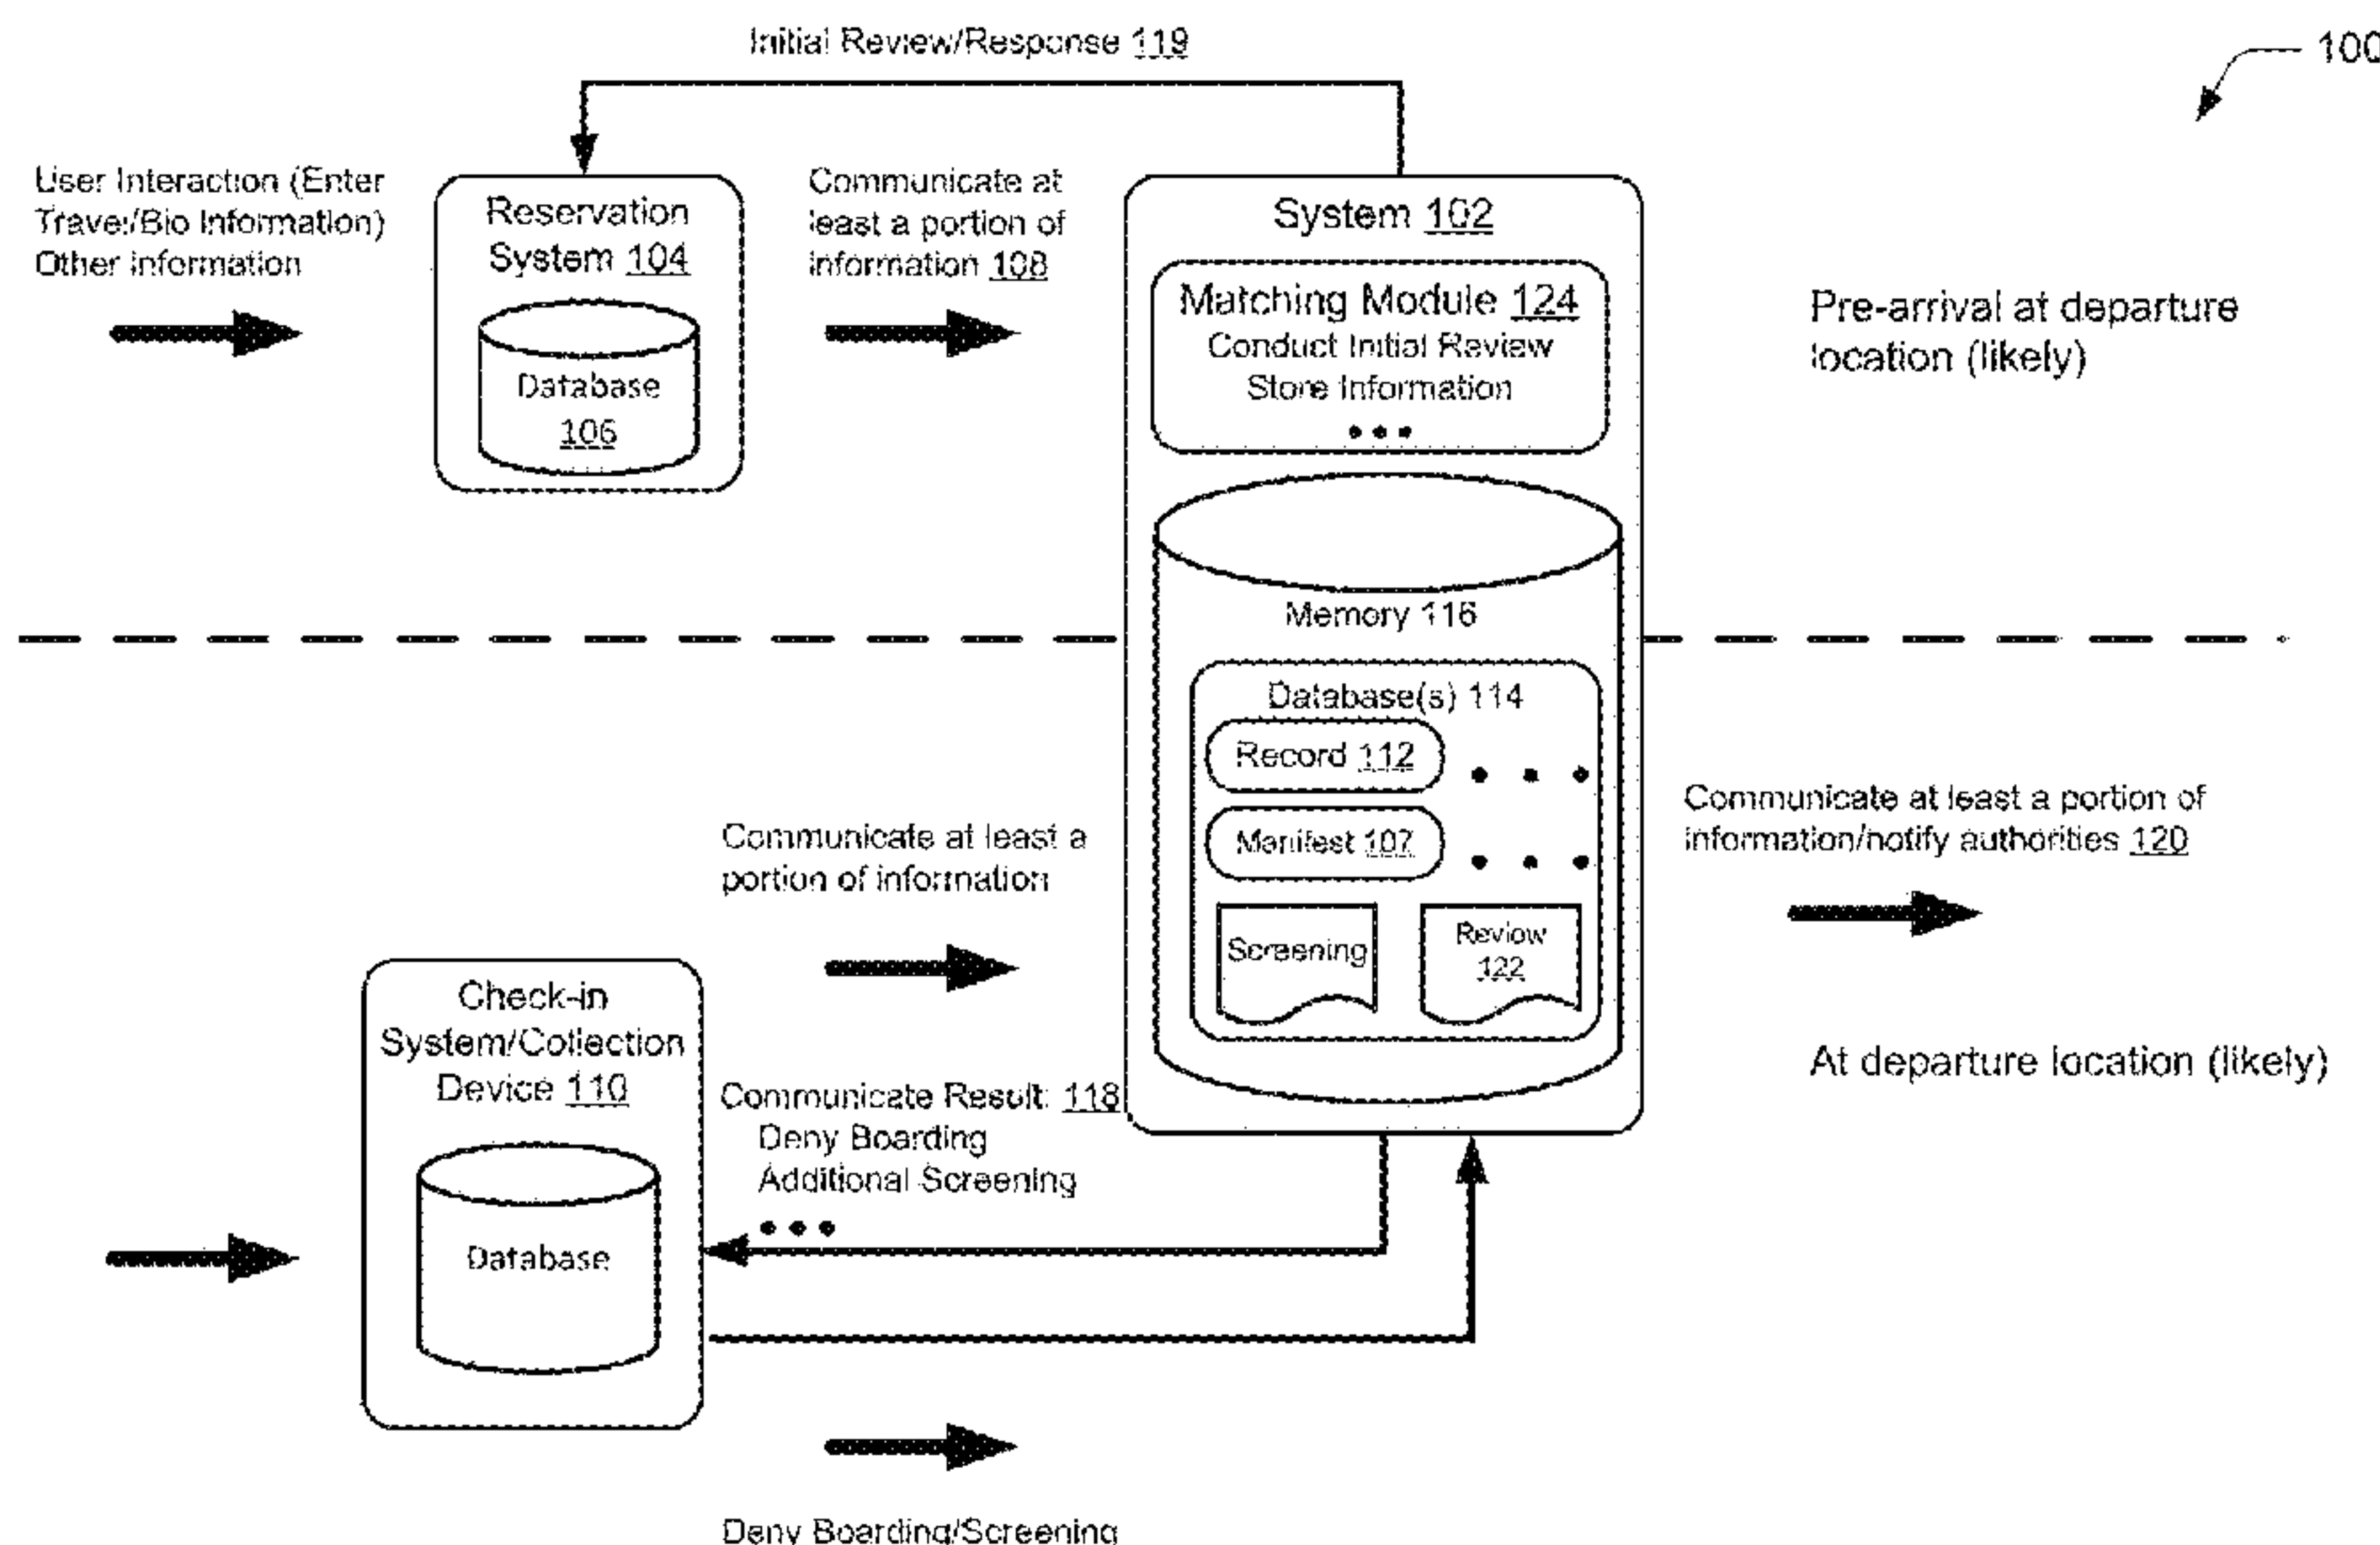 Initial Review/Response 119
100
User Interaction (Enter
Travel/Bio Information)
Other information
Reservation
System 104
Database
106
Communicate at
least a portion of
information 108
System 102
Matching Module 124
Conduct Initial Review
Store Information
•••
Pre-arrival at departure
location (likely)
Memory 116
Database(s) 114
Record 112 • • •
Manifest 107 • • •
Screening
Review
122
Communicate at least a
portion of information
Communicate at least a portion of
information/notify authorities 120
Check-in
System/Collection
Device 110
Database
Communicate Result: 118
Deny Boarding
Additional Screening
•••
At departure location (likely)
Deny Boarding/Screening